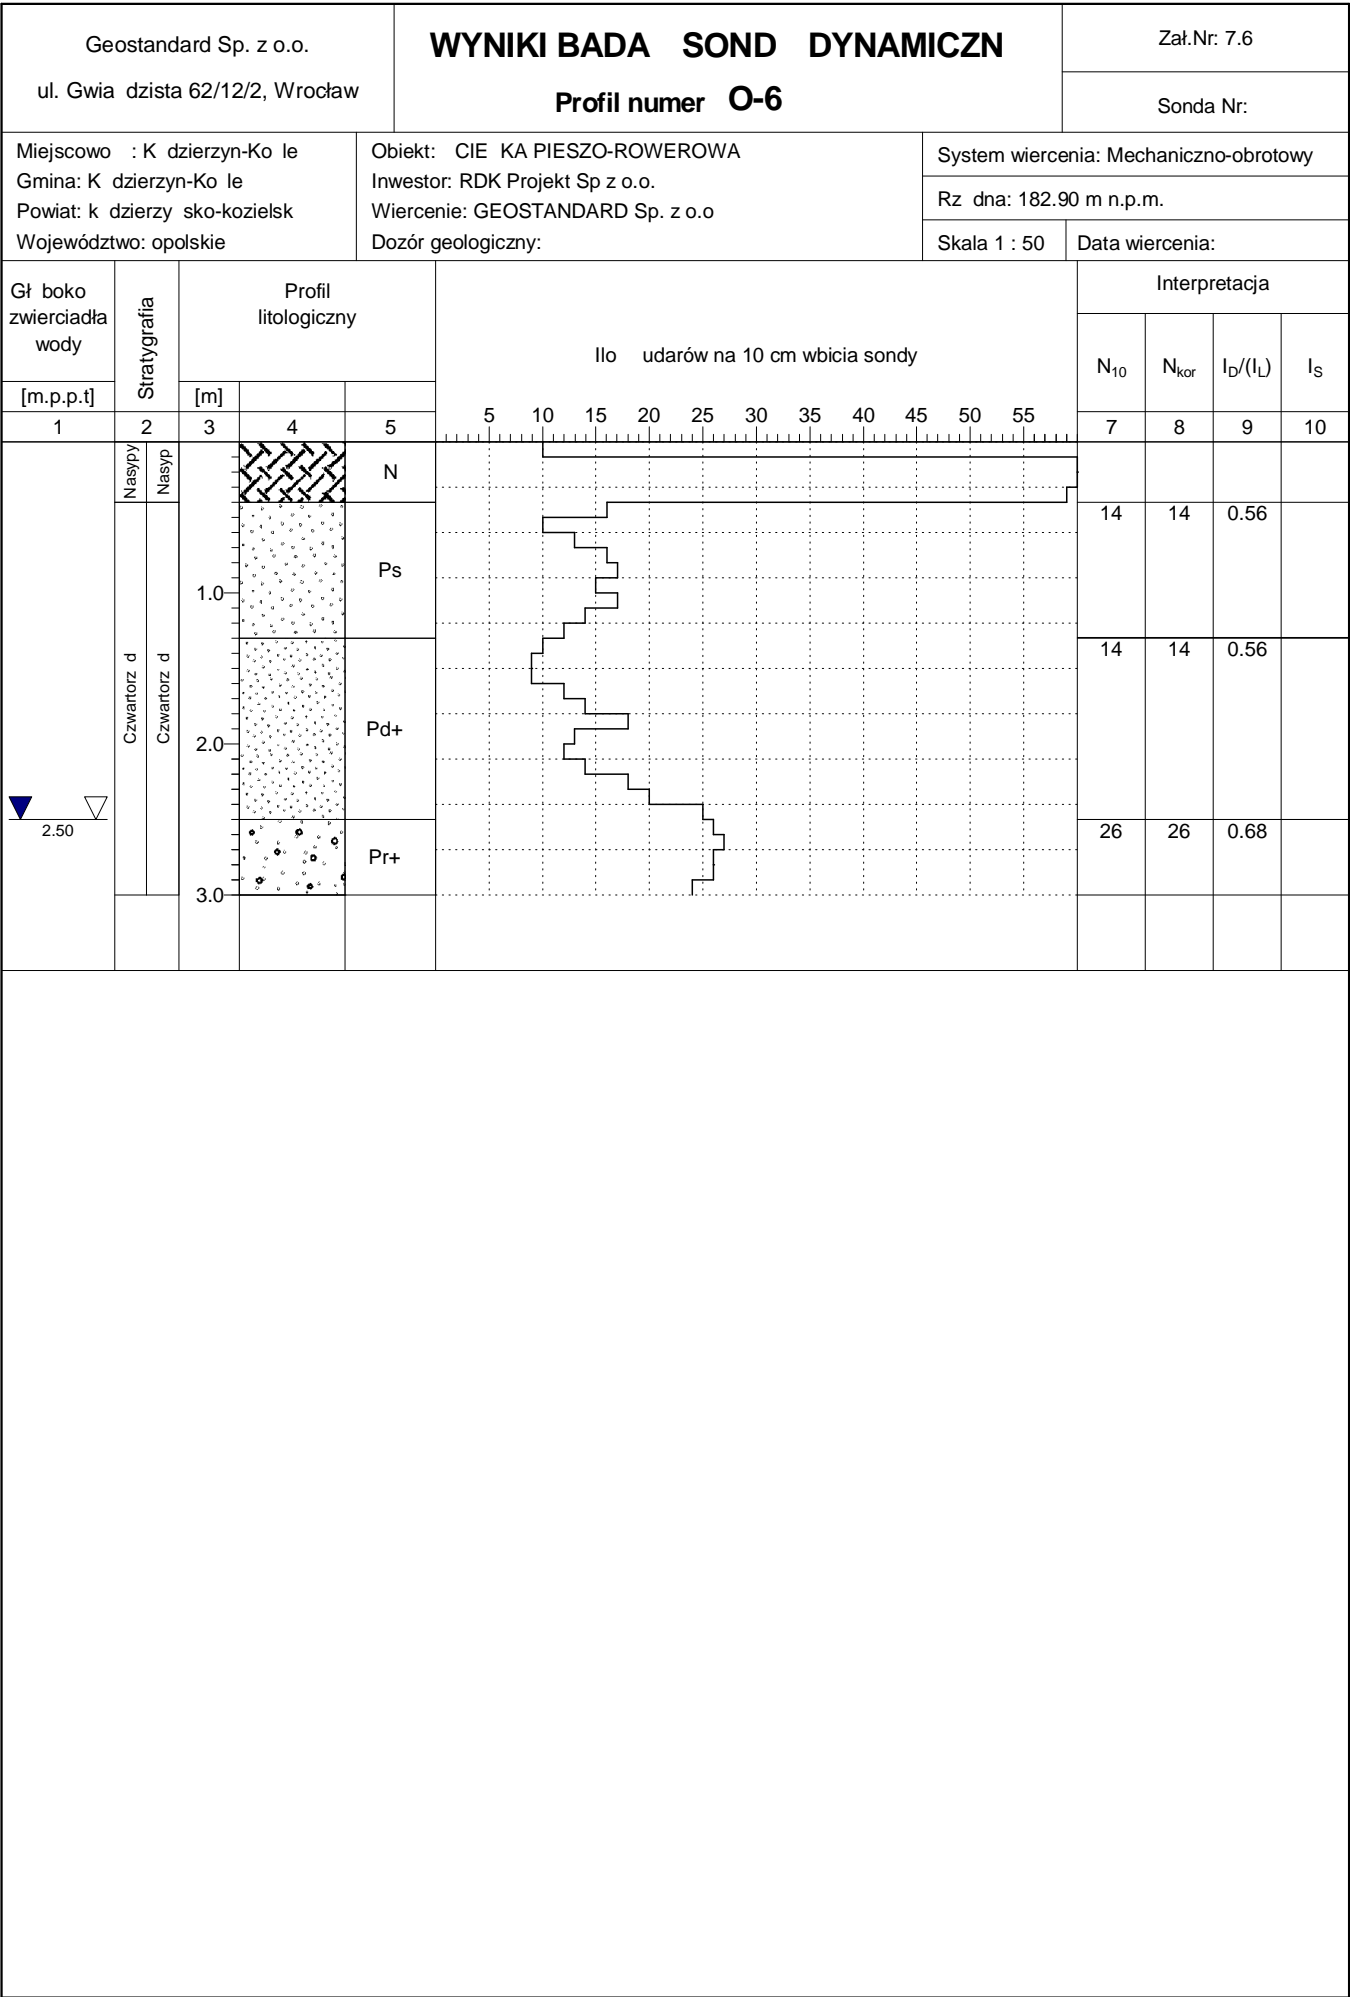 Geostandard Sp. z o.o.
ul. Gwia dzista 62/12/2, Wrocław
WYNIKI BADA SOND DYNAMICZN
Profil numer O-6
Zał.Nr: 7.6
Sonda Nr:
Miejscowo : K dzierzyn-Ko le
Gmina: K dzierzyn-Ko le
Powiat: k dzierzy sko-kozielsk
Województwo: opolskie
Obiekt: CIE KA PIESZO-ROWEROWA
Inwestor: RDK Projekt Sp z o.o.
Wiercenie: GEOSTANDARD Sp. z o.o
Dozór geologiczny:
System wiercenia: Mechaniczno-obrotowy
Rz dna: 182.90 m n.p.m.
Skala 1 : 50 Data wiercenia:
Gł boko
zwierciadła
wody
[m.p.p.t]
Stratygrafia
Profil
litologiczny
[m]
Ilo udarów na 10 cm wbicia sondy
5 10 15 20 25 30 35 40 45 50 55
Interpretacja
N10 Nkor ID/(IL) IS
1 2 3 4 5 7 8 9 10
Nasypy Nasyp N
Czwartorz d Czwartorz d
14 14 0.56
Ps
1.0
14 14 0.56
Pd+
2.0
2.50
26 26 0.68
Pr+
3.0